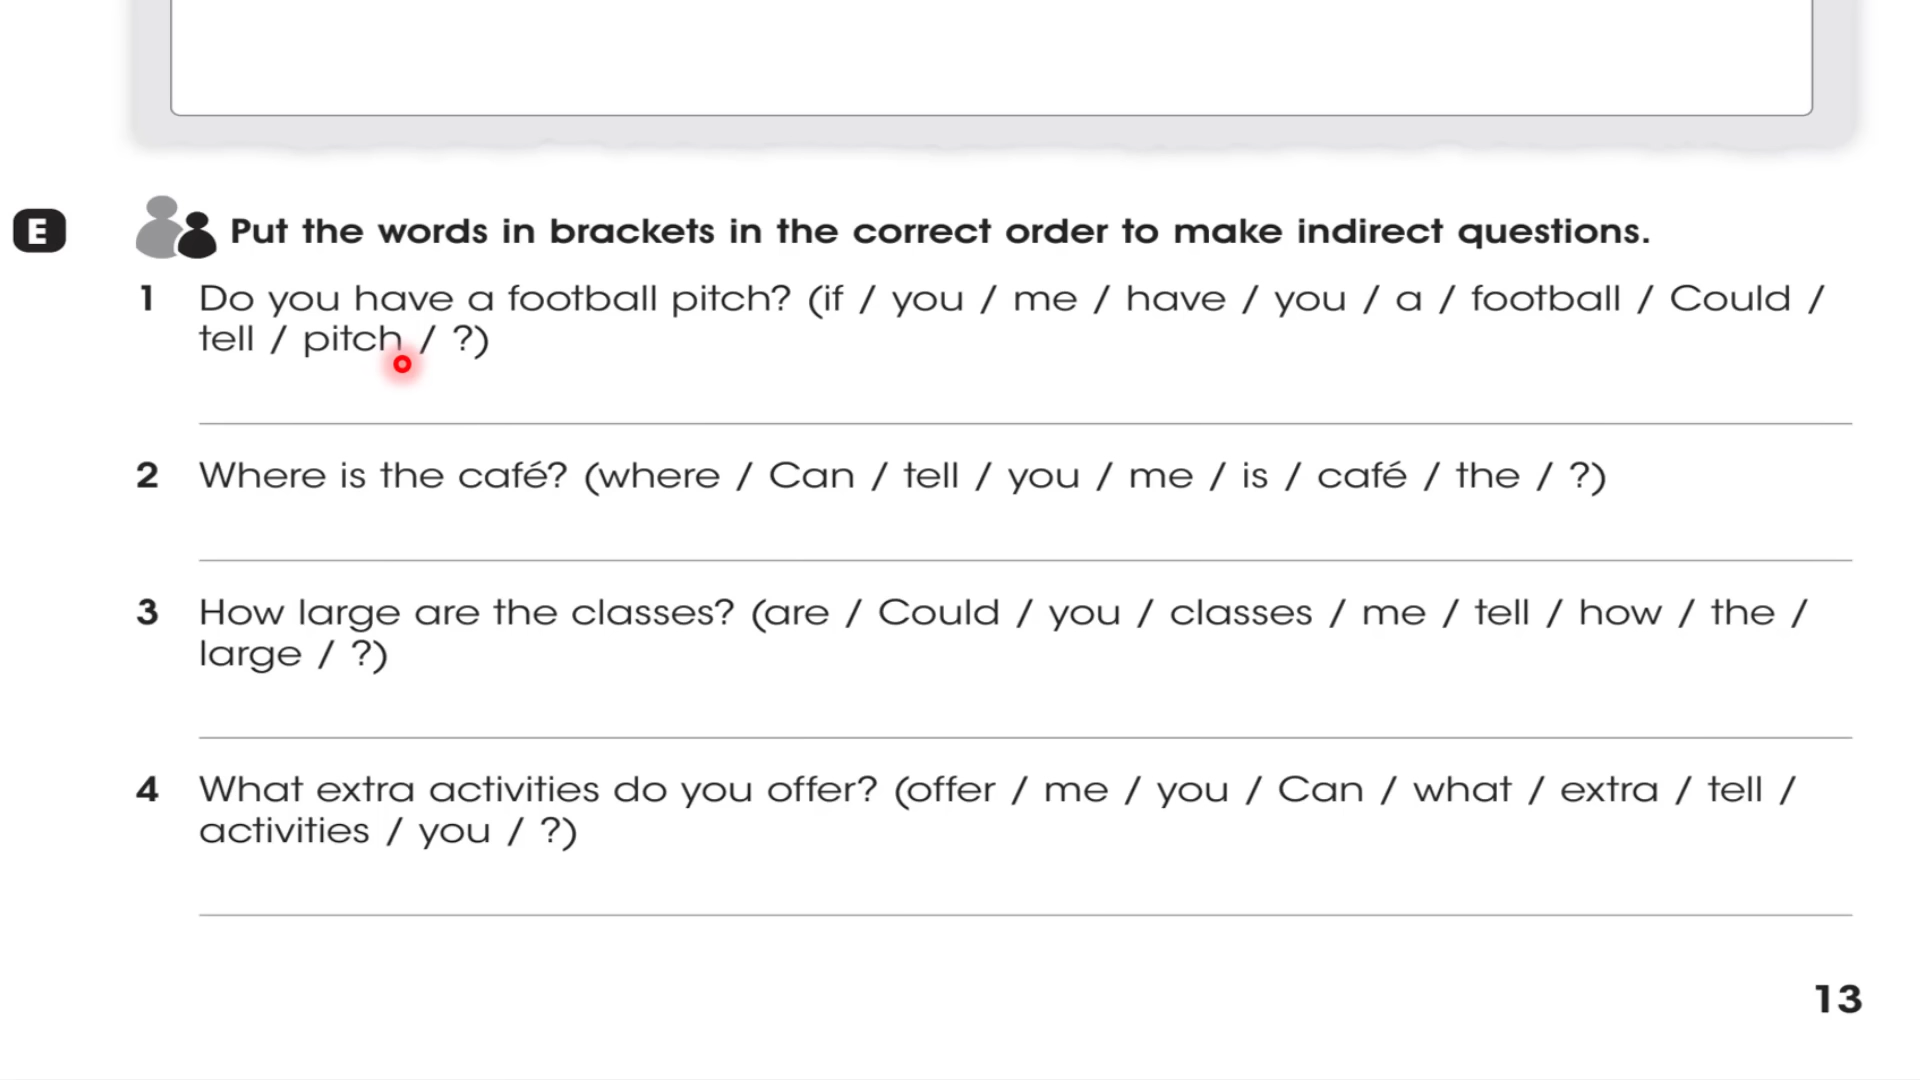 E Put the words in brackets in the correct order to make indirect questions.
1 Do you have a football pitch? (if / you / me / have / you / a / football / Could /
tell / pitch / ?)
2 Where is the café? (where / Can / tell / you / me / is / café / the / ?)
3 How large are the classes? (are / Could / you / classes / me / tell / how / the /
large / ?)
4 What extra activities do you offer? (offer / me / you / Can / what / extra / tell /
activities / you / ?)
13